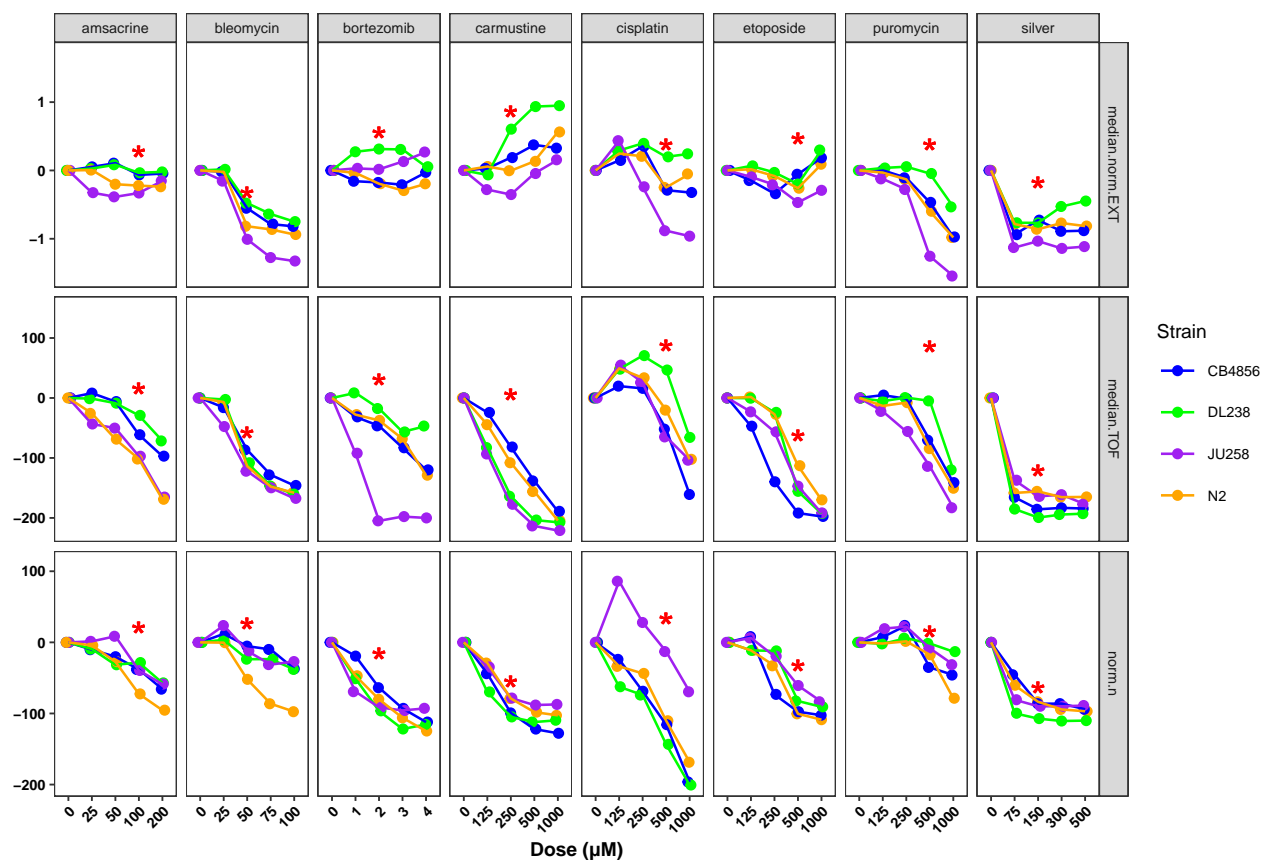 amsacrine bleomycin bortezomib carmustine cisplatin etoposide puromycin silver
1
0
−1
median.norm.EXT
100
0
−100
−200
median.TOF
100
0
−100
−200
norm.n
0 25 50 100 200 0 25 50 75 100 0 1 2 3 4 0 125 250 500 1000 0 125 250 500 1000 0 125 250 500 1000 0 125 250 500 1000 0 75 150 300 500
Dose (µM)
Strain
CB4856
DL238
JU258
N2